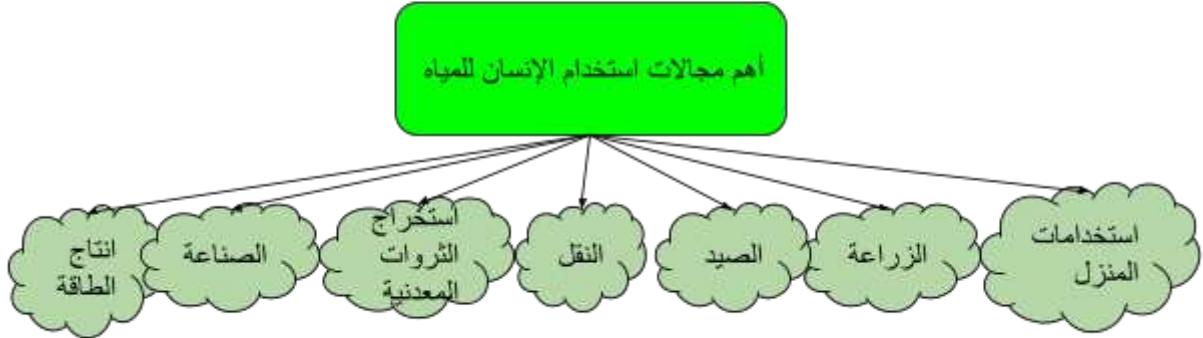 أهم مجالات استخدام الإنسان للمياه
استخدامات
المنزل
الزراعة
الصيد
النقل
استخراج
الثروات
المعدنية
الصناعة
انتاج
الطاقة